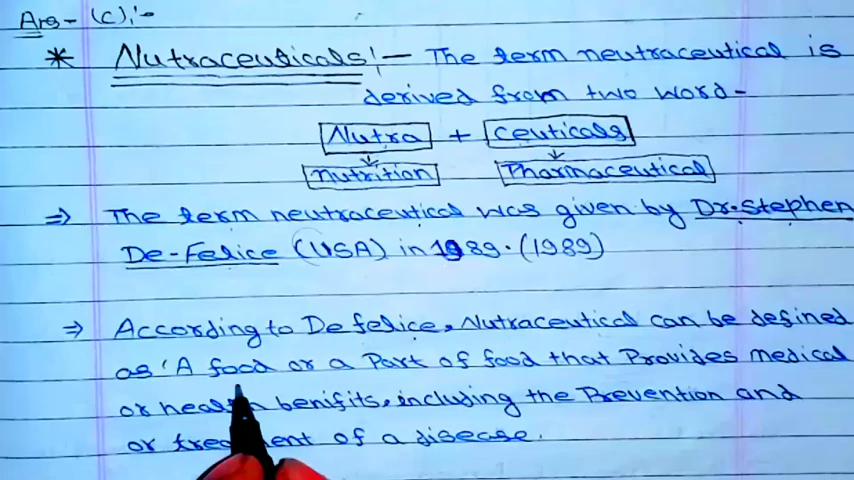 Ans- (C):-
* Nutraceuticals:- The term neutraceutical is
derived from two word-
Nutra + ceuticals
nutrition Pharmaceutical
⇒ The term neutraceutical was given by Dr. Stephen
De-Felice (USA) in 1989. (1989)
⇒ According to De felice, Nutraceutical can be defined
as 'A food or a Part of food that Provides medical
or health benifits, including the Prevention and
or treatment of a disease.